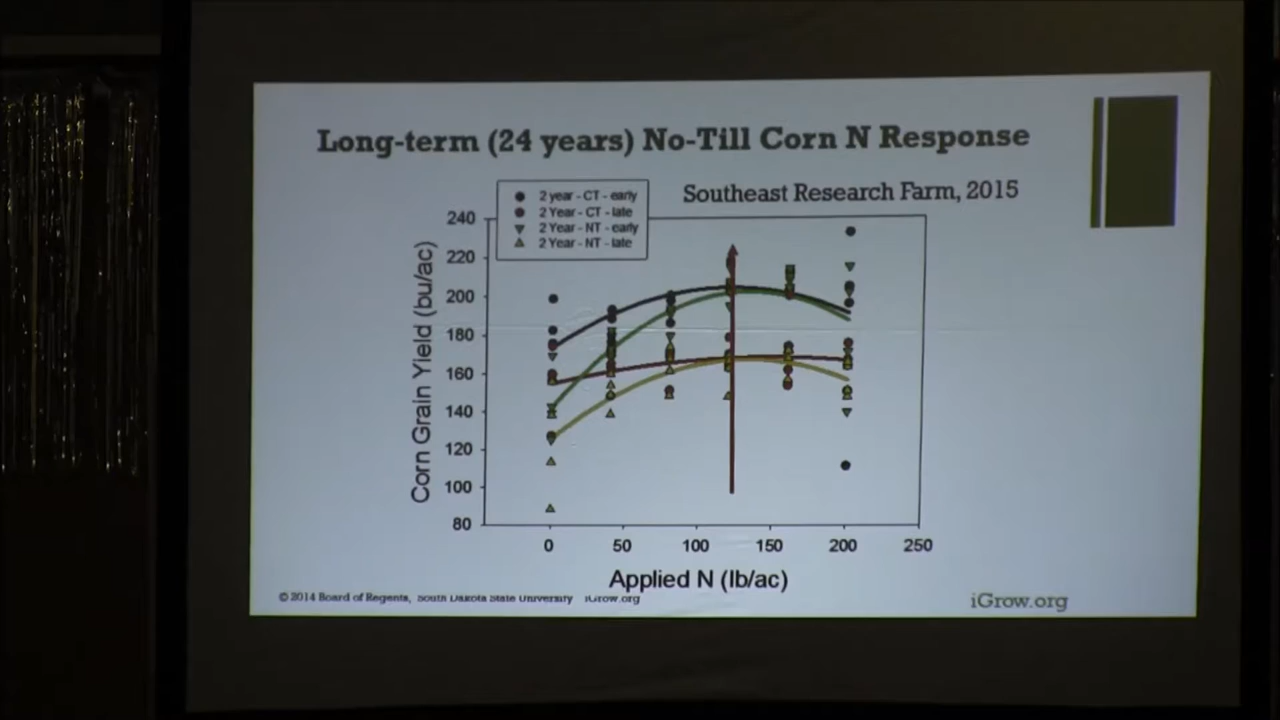 Long-term (24 years) No-Till Corn N Response
Southeast Research Farm, 2015
2 year - CT - early
2 Year - CT - late
2 Year - NT - early
2 Year - NT - late
Corn Grain Yield (bu/ac)
240
220
200
180
160
140
120
100
80
0 50 100 150 200 250
Applied N (lb/ac)
© 2014 Board of Regents, South Dakota State University iGrow.org
iGrow.org